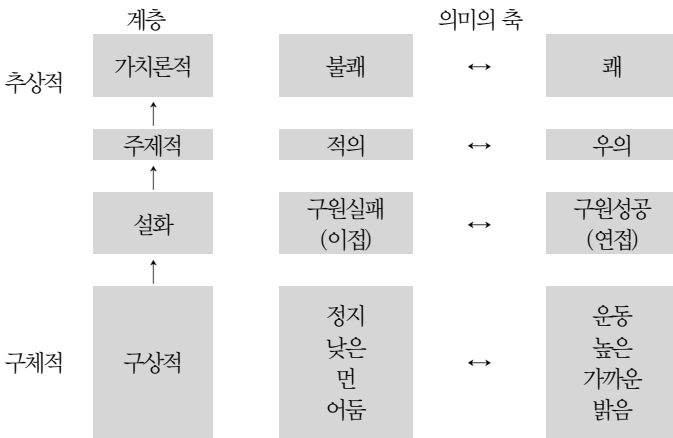 계층 의미의 축
추상적 가치론적 불쾌 ↔ 쾌
↑
주제적 적의 ↔ 우의
↑
설화 구원실패 ↔ 구원성공
(이접) (연접)
↑
구체적 구상적 ↔
정지 운동
낮은 높은
먼 가까운
어둠 밝음